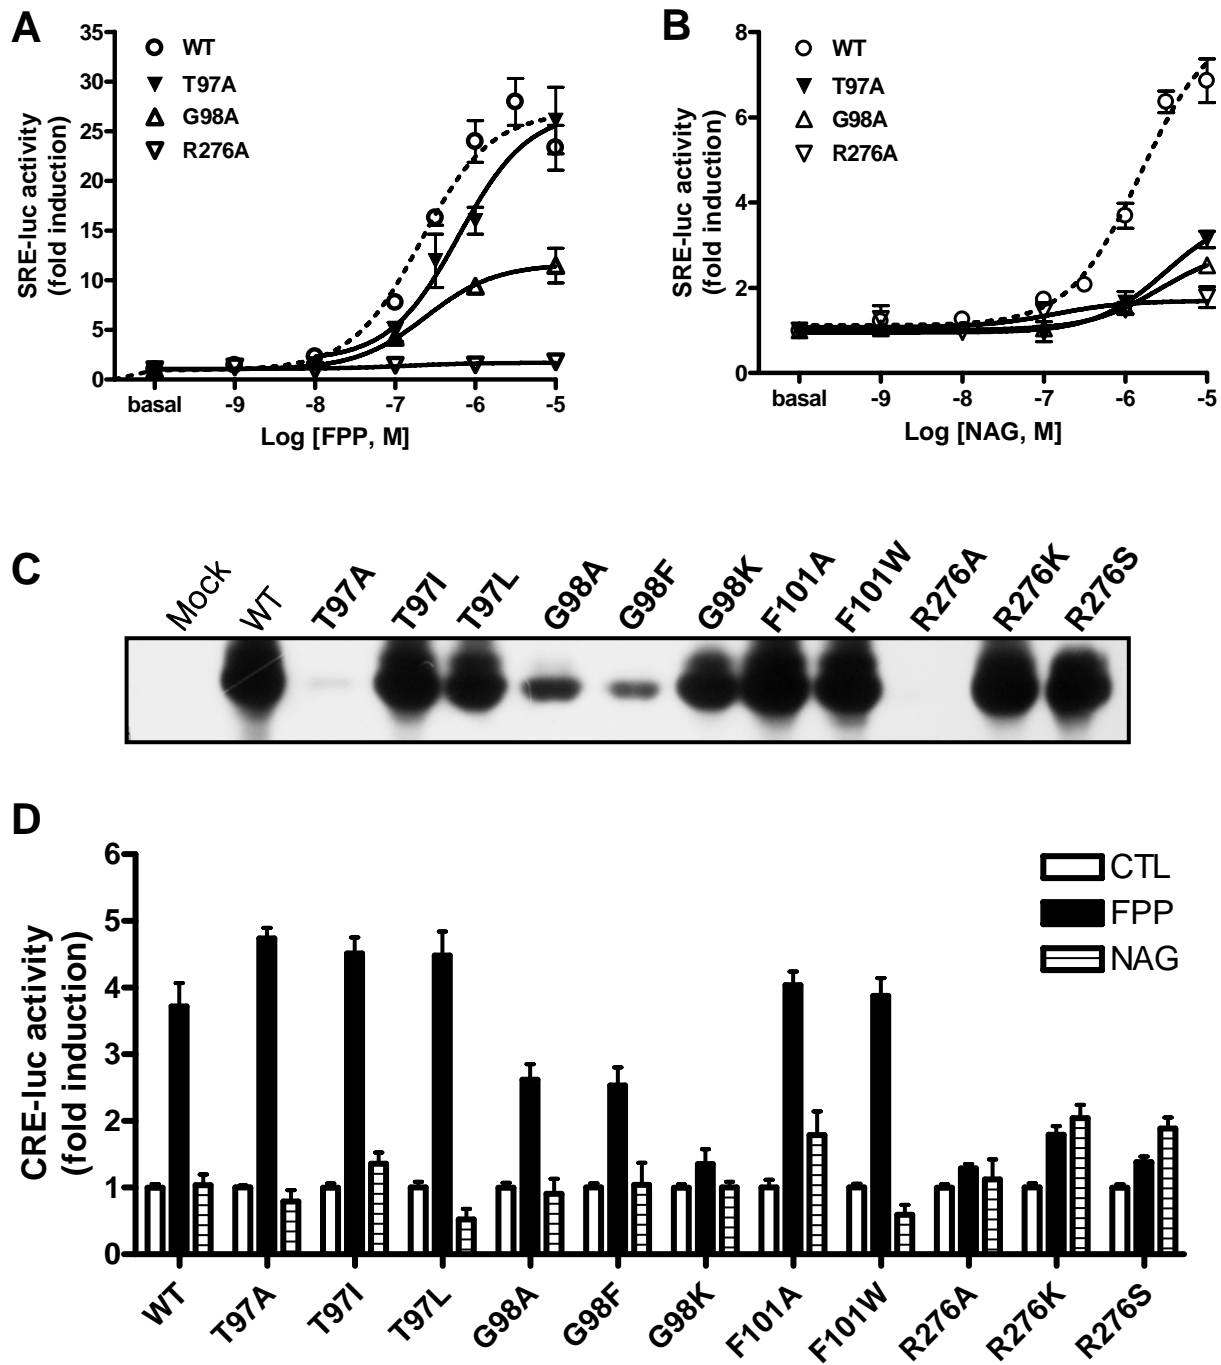 A
35
30
25
20
15
10
5
0
SRE-luc activity
(fold induction)
WT
T97A
G98A
R276A
basal -9 -8 -7 -6 -5
Log [FPP, M]
B
8
6
4
2
0
SRE-luc activity
(fold induction)
WT
T97A
G98A
R276A
basal -9 -8 -7 -6 -5
Log [NAG, M]
C
Mock WT T97A T97I T97L G98A G98F G98K F101A F101W R276A R276K R276S
D
6
5
4
3
2
1
0
CRE-luc activity
(fold induction)
CTL
FPP
NAG
WT T97A T97I T97L G98A G98F G98K F101A F101W R276A R276K R276S